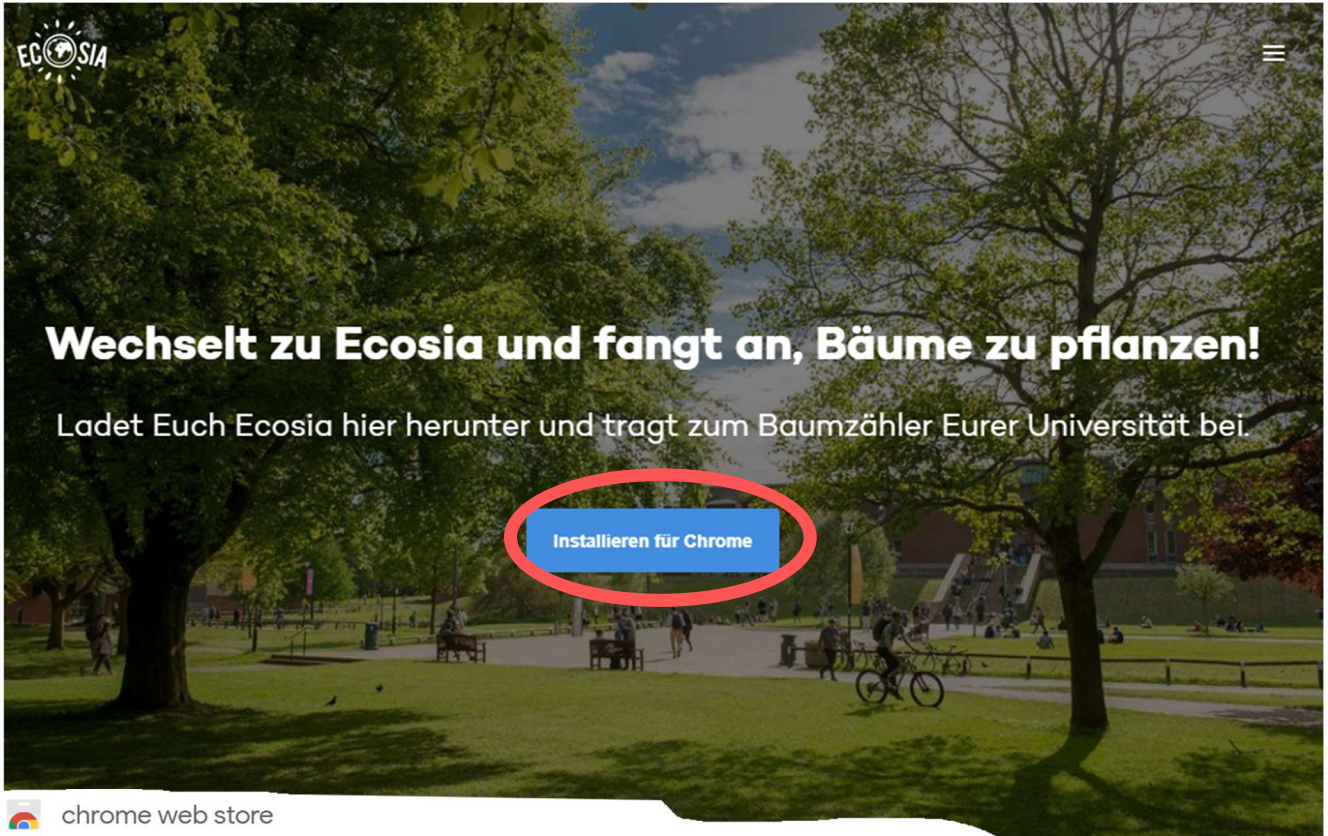 ECOSIA
Wechselt zu Ecosia und fangt an, Bäume zu pflanzen!
Ladet Euch Ecosia hier herunter und tragt zum Baumzähler Eurer Universität bei.
Installieren für Chrome
chrome web store